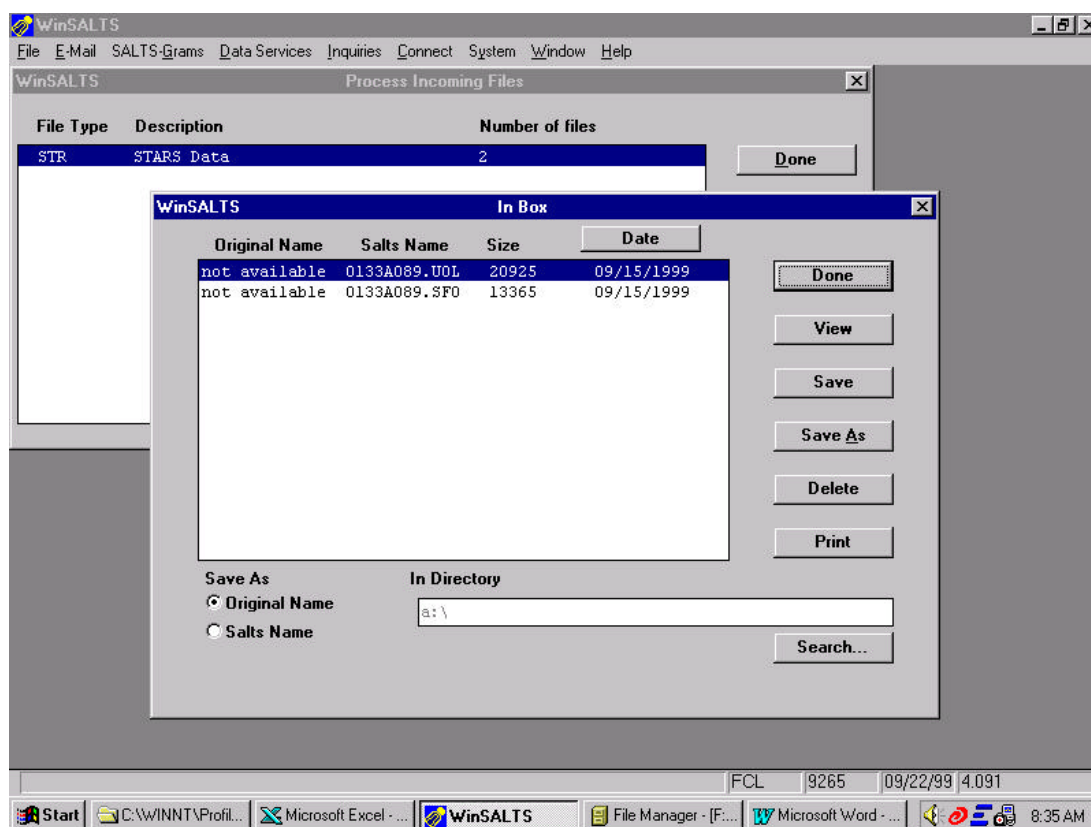 WinSALTS
File E-Mail SALTS-Grams Data Services Inquiries Connect System Window Help
WinSALTS Process Incoming Files
File Type Description Number of files
STR STARS Data 2
Done
WinSALTS In Box
Original Name Salts Name Size Date
not available 0133A089.U0L 20925 09/15/1999
not available 0133A089.SF0 13365 09/15/1999
Done
View
Save
Save As
Delete
Print
Save As In Directory
Original Name
a:\
Salts Name
Search...
FCL 9265 09/22/99 4.091
Start C:\WINNT\Profil... Microsoft Excel - ... WinSALTS File Manager - [F:... Microsoft Word - ... 8:35 AM